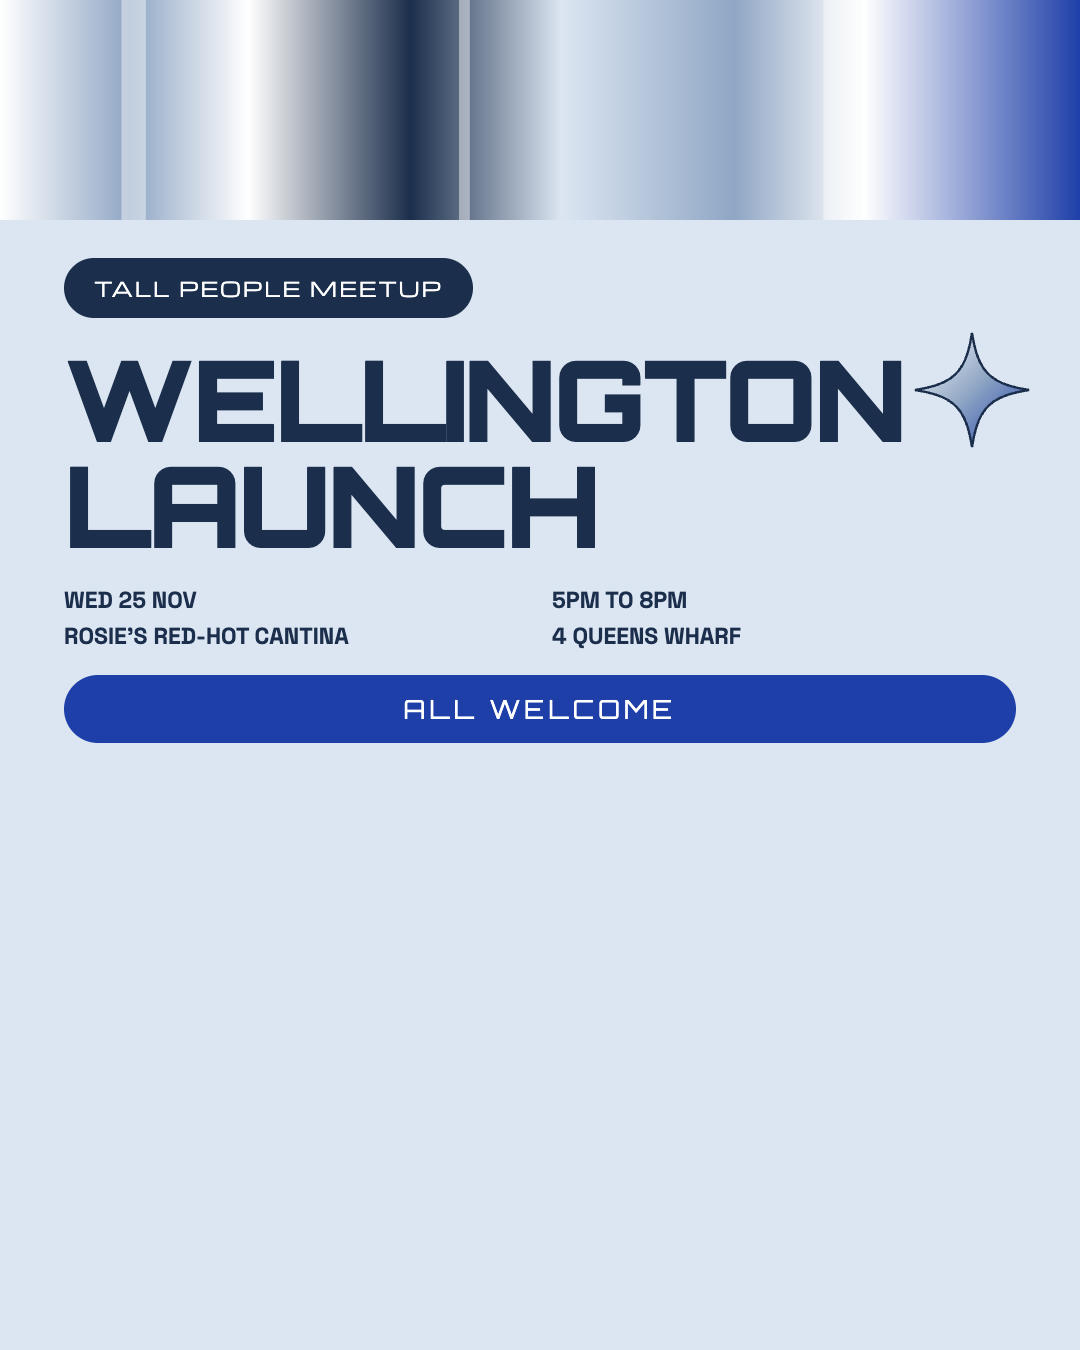 TALL PEOPLE MEETUP
WELLINGTON
LAUNCH
WED 25 NOV
5PM TO 8PM
ROSIE’S RED-HOT CANTINA
4 QUEENS WHARF
ALL WELCOME